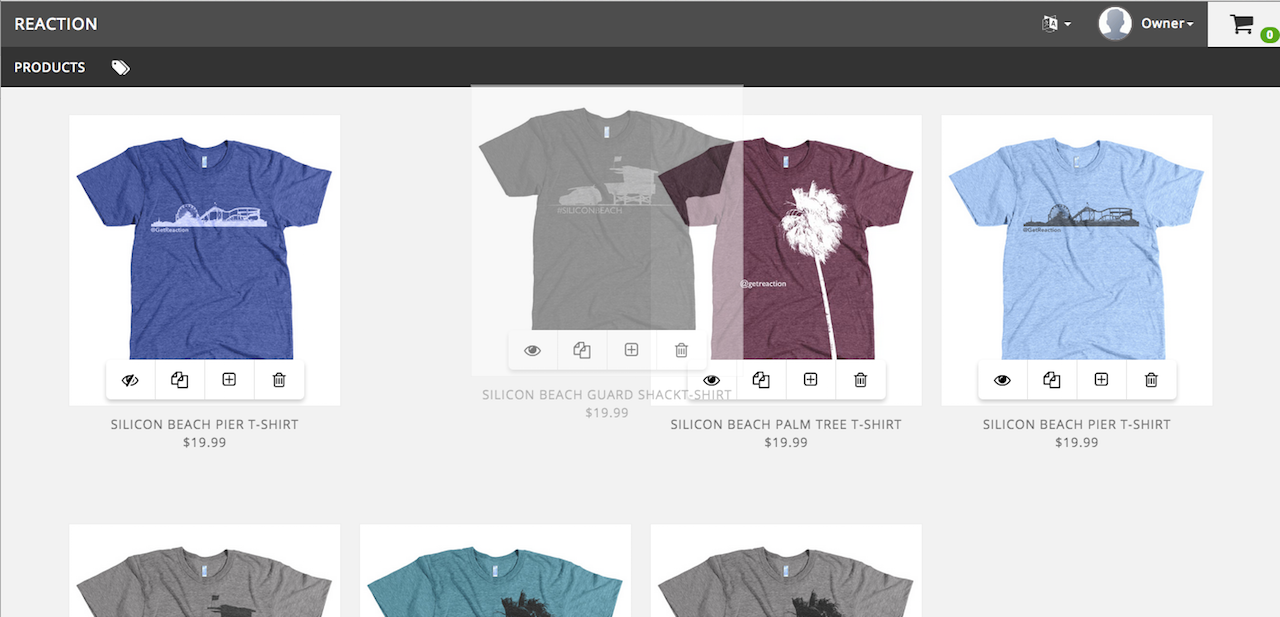 REACTION
Owner
0
PRODUCTS
@GetReaction
#SILICONBEACH
@getreaction
@GetReaction
SILICON BEACH PIER T-SHIRT
$19.99
SILICON BEACH GUARD SHACKT-SHIRT
$19.99
SILICON BEACH PALM TREE T-SHIRT
$19.99
SILICON BEACH PIER T-SHIRT
$19.99